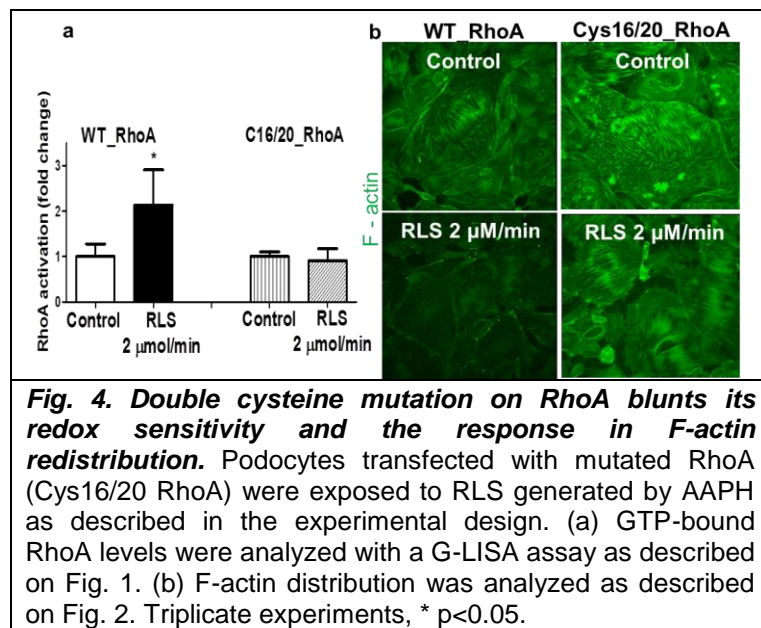 a
b
WT_RhoA
Cys16/20_RhoA
Control
Control
RLS 2 µM/min
RLS 2 µM/min
F - actin
RhoA activation (fold change)
WT_RhoA
C16/20_RhoA
*
3
2
1
0
Control
RLS
2 µmol/min
Control
RLS
2 µmol/min
Fig. 4. Double cysteine mutation on RhoA blunts its
redox sensitivity and the response in F-actin
redistribution. Podocytes transfected with mutated RhoA
(Cys16/20 RhoA) were exposed to RLS generated by AAPH
as described in the experimental design. (a) GTP-bound
RhoA levels were analyzed with a G-LISA assay as described
on Fig. 1. (b) F-actin distribution was analyzed as described
on Fig. 2. Triplicate experiments, * p<0.05.